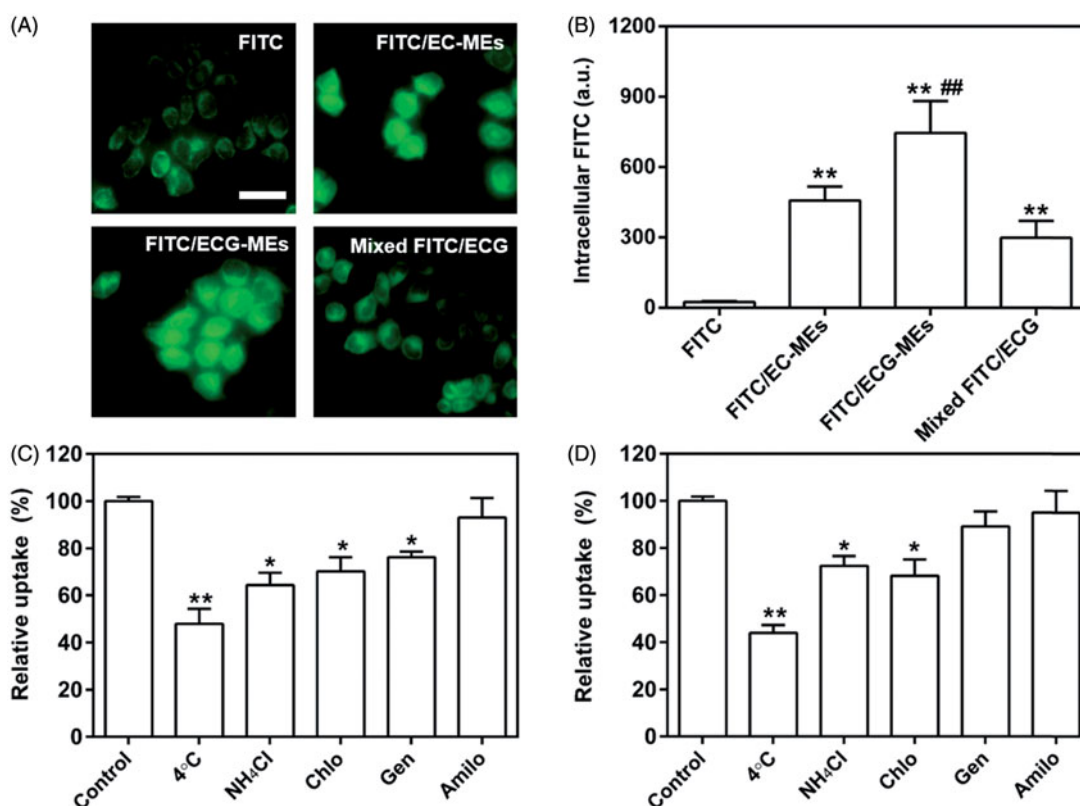 (A)
FITC
FITC/EC-MEs
FITC/ECG-MEs
Mixed FITC/ECG
(B)
Intracellular FITC (a.u.)
1200
900
600
300
0
**
** ##
**
FITC
FITC/EC-MEs
FITC/ECG-MEs
Mixed FITC/ECG
(C)
Relative uptake (%)
120
100
80
60
40
20
0
**
*
*
*
Control
4°C
NH₄Cl
Chlo
Gen
Amilo
(D)
Relative uptake (%)
120
100
80
60
40
20
0
**
*
*
Control
4°C
NH₄Cl
Chlo
Gen
Amilo